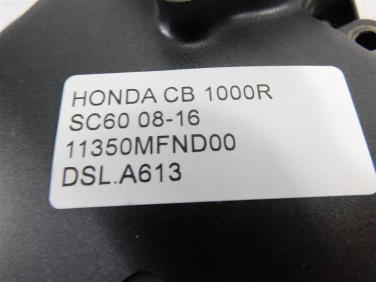 HONDA CB 1000R
SC60 08-16
11350MFND00
DSL.A613